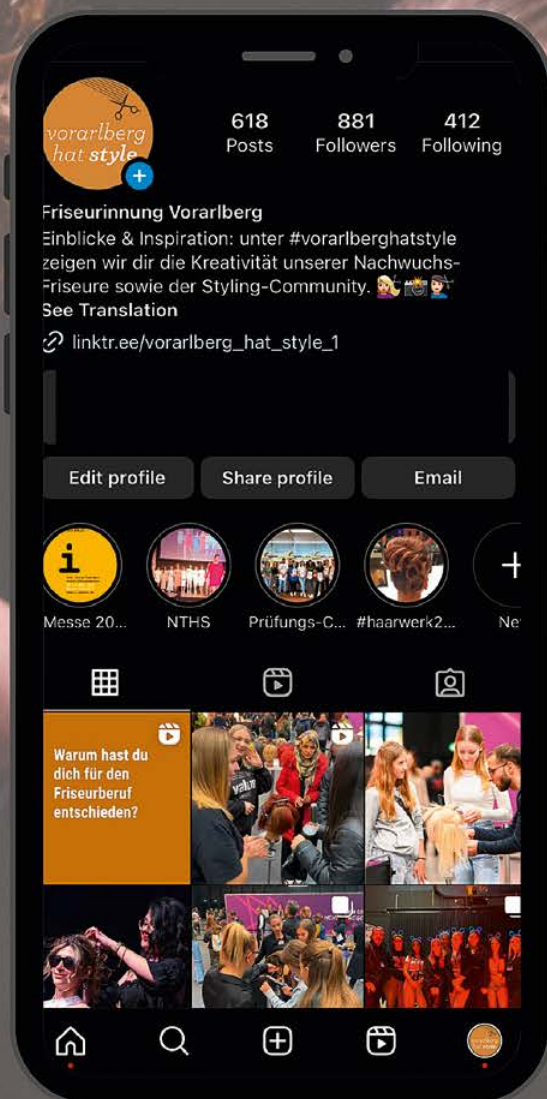 vorarlberg
hat style
618
Posts
881
Followers
412
Following
Friseurinnung Vorarlberg
Einblicke & Inspiration: unter #vorarlberghatstyle
zeigen wir dir die Kreativität unserer Nachwuchs-
Friseure sowie der Styling-Community.
See Translation
linktr.ee/vorarlberg_hat_style_1
Edit profile
Share profile
Email
i
Messe 20...
NTHS
Prüfungs-C...
#haarwerk2...
Ne
Warum hast du
dich für den
Friseurberuf
entschieden?